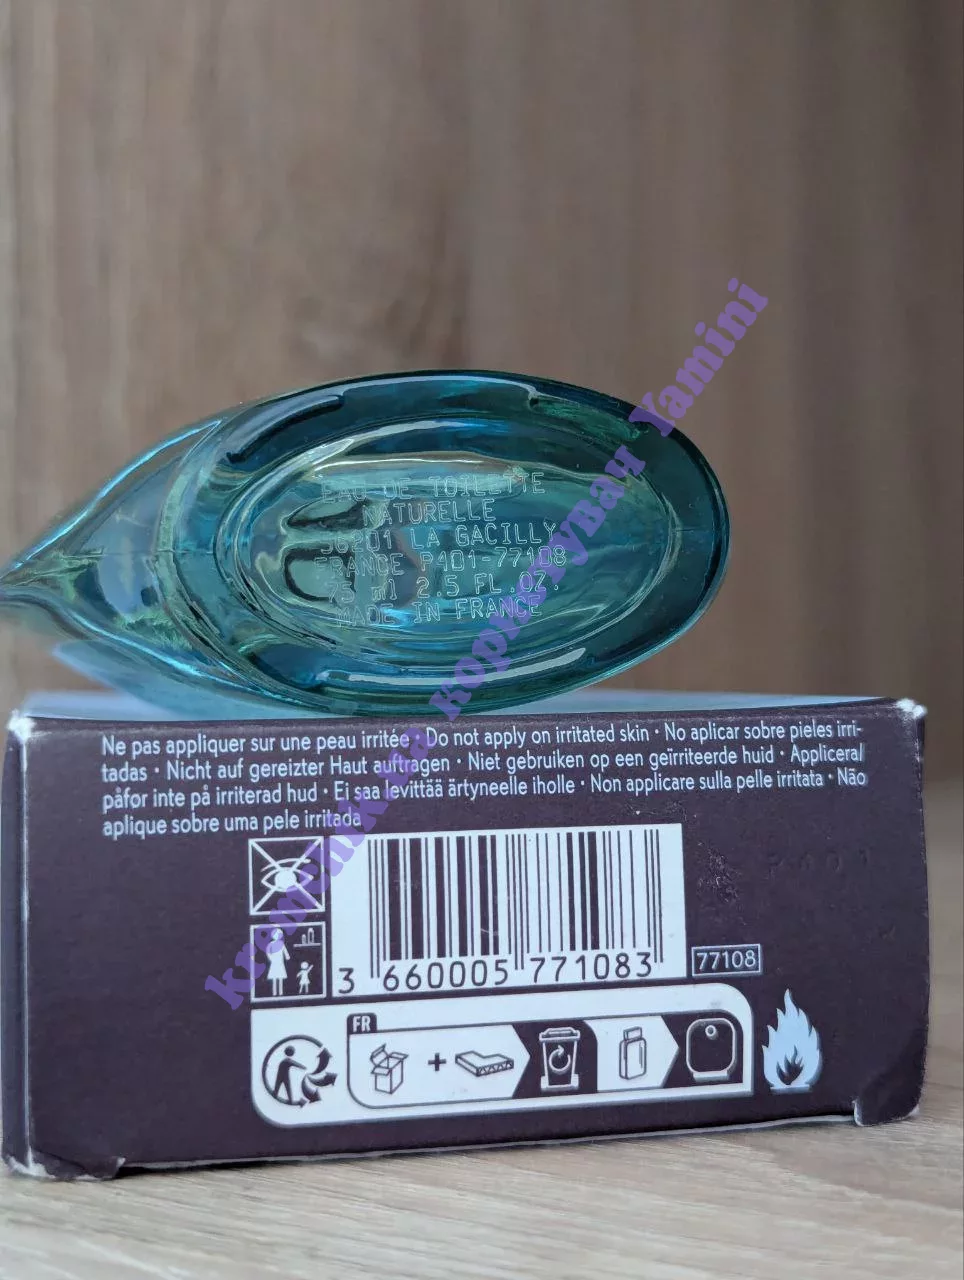 EAU DE TOILETTE
NATURELLE
56201 LA GACILLY
FRANCE P401-77108
75 ml 2.5 FL.OZ.
MADE IN FRANCE
Ne pas appliquer sur une peau irritée · Do not apply on irritated skin · No aplicar sobre pieles irri-
tadas · Nicht auf gereizter Haut auftragen · Niet gebruiken op een geïrriteerde huid · Applicera/
påfør inte på irriterad hud · Ei saa levittää ärtyneelle iholle · Non applicare sulla pelle irritata · Não
aplique sobre uma pele irritada
3 660005 771083
77108
P401
FR
Yamini